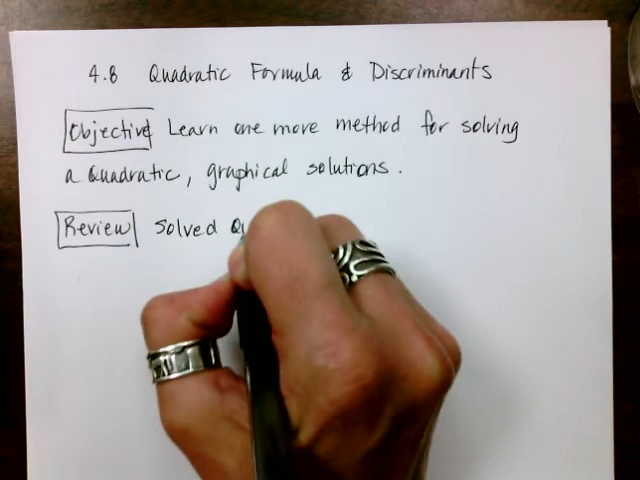 4.8 Quadratic Formula & Discriminants
Objective Learn one more method for solving
a Quadratic, graphical solutions.
Review Solved